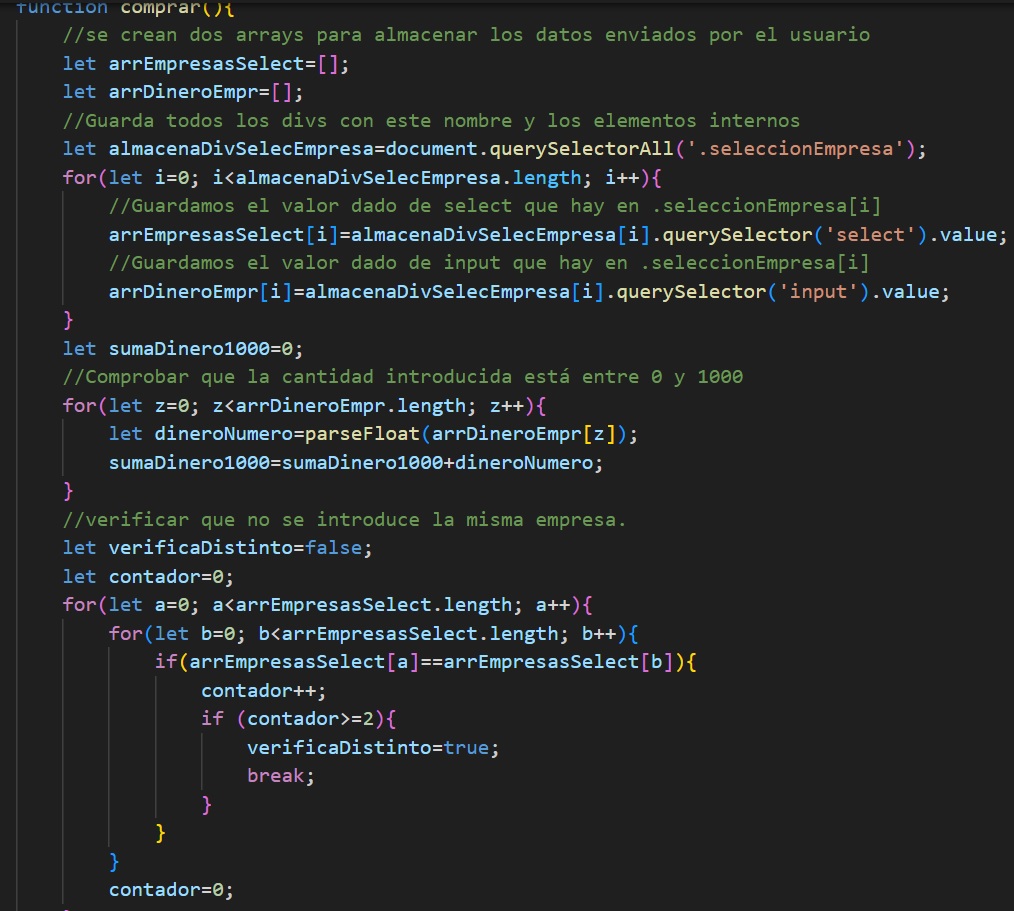 function comprar(){
//se crean dos arrays para almacenar los datos enviados por el usuario
let arrEmpresasSelect=[];
let arrDineroEmpr=[];
//Guarda todos los divs con este nombre y los elementos internos
let almacenaDivSelecEmpresa=document.querySelectorAll('.seleccionEmpresa');
for(let i=0; i<almacenaDivSelecEmpresa.length; i++){
//Guardamos el valor dado de select que hay en .seleccionEmpresa[i]
arrEmpresasSelect[i]=almacenaDivSelecEmpresa[i].querySelector('select').value;
//Guardamos el valor dado de input que hay en .seleccionEmpresa[i]
arrDineroEmpr[i]=almacenaDivSelecEmpresa[i].querySelector('input').value;
}
let sumaDinero1000=0;
//Comprobar que la cantidad introducida está entre 0 y 1000
for(let z=0; z<arrDineroEmpr.length; z++){
let dineroNumero=parseFloat(arrDineroEmpr[z]);
sumaDinero1000=sumaDinero1000+dineroNumero;
}
//verificar que no se introduce la misma empresa.
let verificaDistinto=false;
let contador=0;
for(let a=0; a<arrEmpresasSelect.length; a++){
for(let b=0; b<arrEmpresasSelect.length; b++){
if(arrEmpresasSelect[a]==arrEmpresasSelect[b]){
contador++;
if (contador>=2){
verificaDistinto=true;
break;
}
}
}
contador=0;